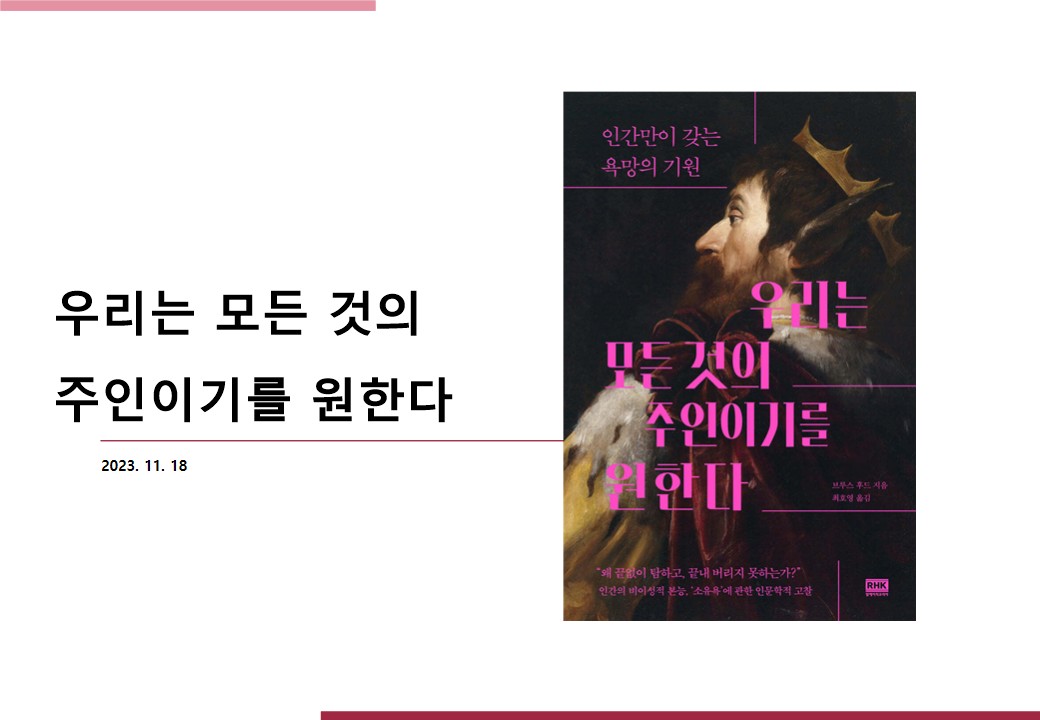 우리는 모든 것의
주인이기를 원한다
2023. 11. 18
인간만이 갖는
욕망의 기원
우리는
모든 것의
주인이기를
원한다
브루스 후드 지음
최호영 옮김
“왜 끝없이 탐하고, 끝내 버리지 못하는가?”
인간의 비이성적 본능, ‘소유욕’에 관한 인문학적 고찰
RHK